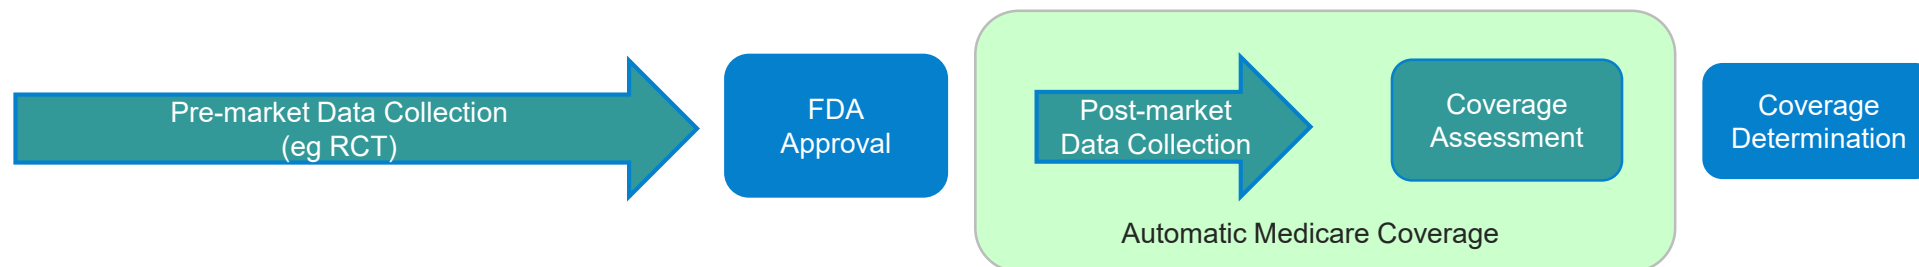 Pre-market Data Collection
(eg RCT)
FDA
Approval
Post-market
Data Collection
Coverage
Assessment
Automatic Medicare Coverage
Coverage
Determination